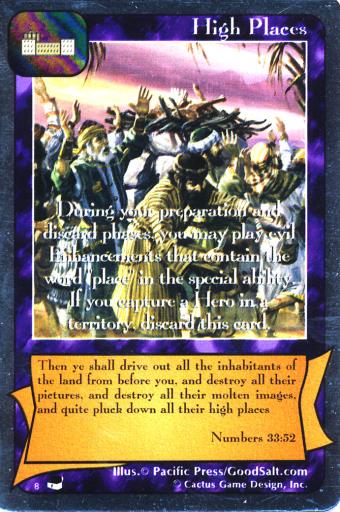 High Places
During your preparation and
discard phases, you may play evil
Enhancements that contain the
word 'place' in the special ability.
If you capture a Hero in a
territory, discard this card.
Then ye shall drive out all the inhabitants of
the land from before you, and destroy all their
pictures, and destroy all their molten images,
and quite pluck down all their high places
Numbers 33:52
Illus.© Pacific Press/GoodSalt.com
8
© Cactus Game Design, Inc.